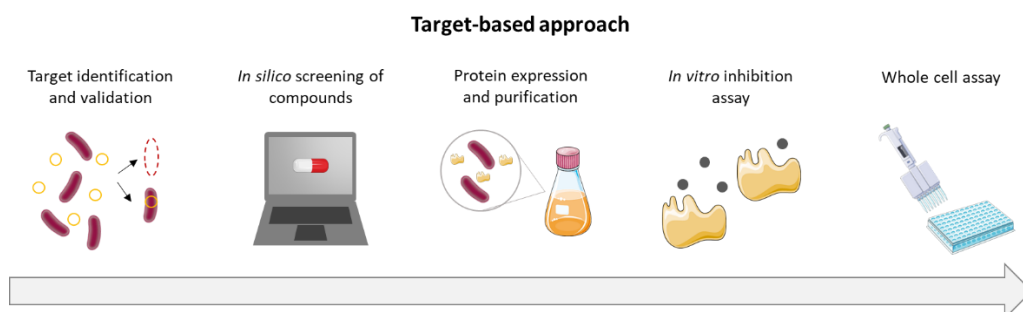 Target-based approach
Target identification
and validation
In silico screening of
compounds
Protein expression
and purification
In vitro inhibition
assay
Whole cell assay